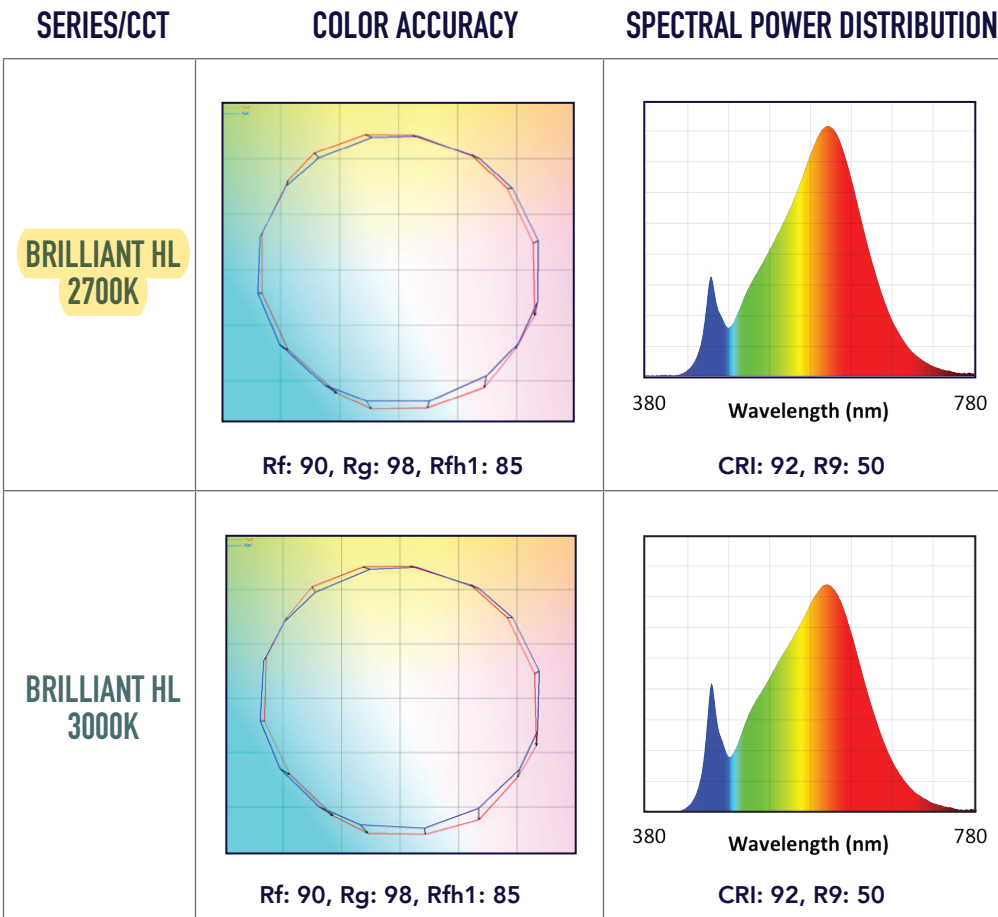 SERIES/CCT
COLOR ACCURACY
SPECTRAL POWER DISTRIBUTION
BRILLIANT HL
2700K
380
780
Wavelength (nm)
Rf: 90, Rg: 98, Rfh1: 85
CRI: 92, R9: 50
BRILLIANT HL
3000K
380
780
Wavelength (nm)
Rf: 90, Rg: 98, Rfh1: 85
CRI: 92, R9: 50